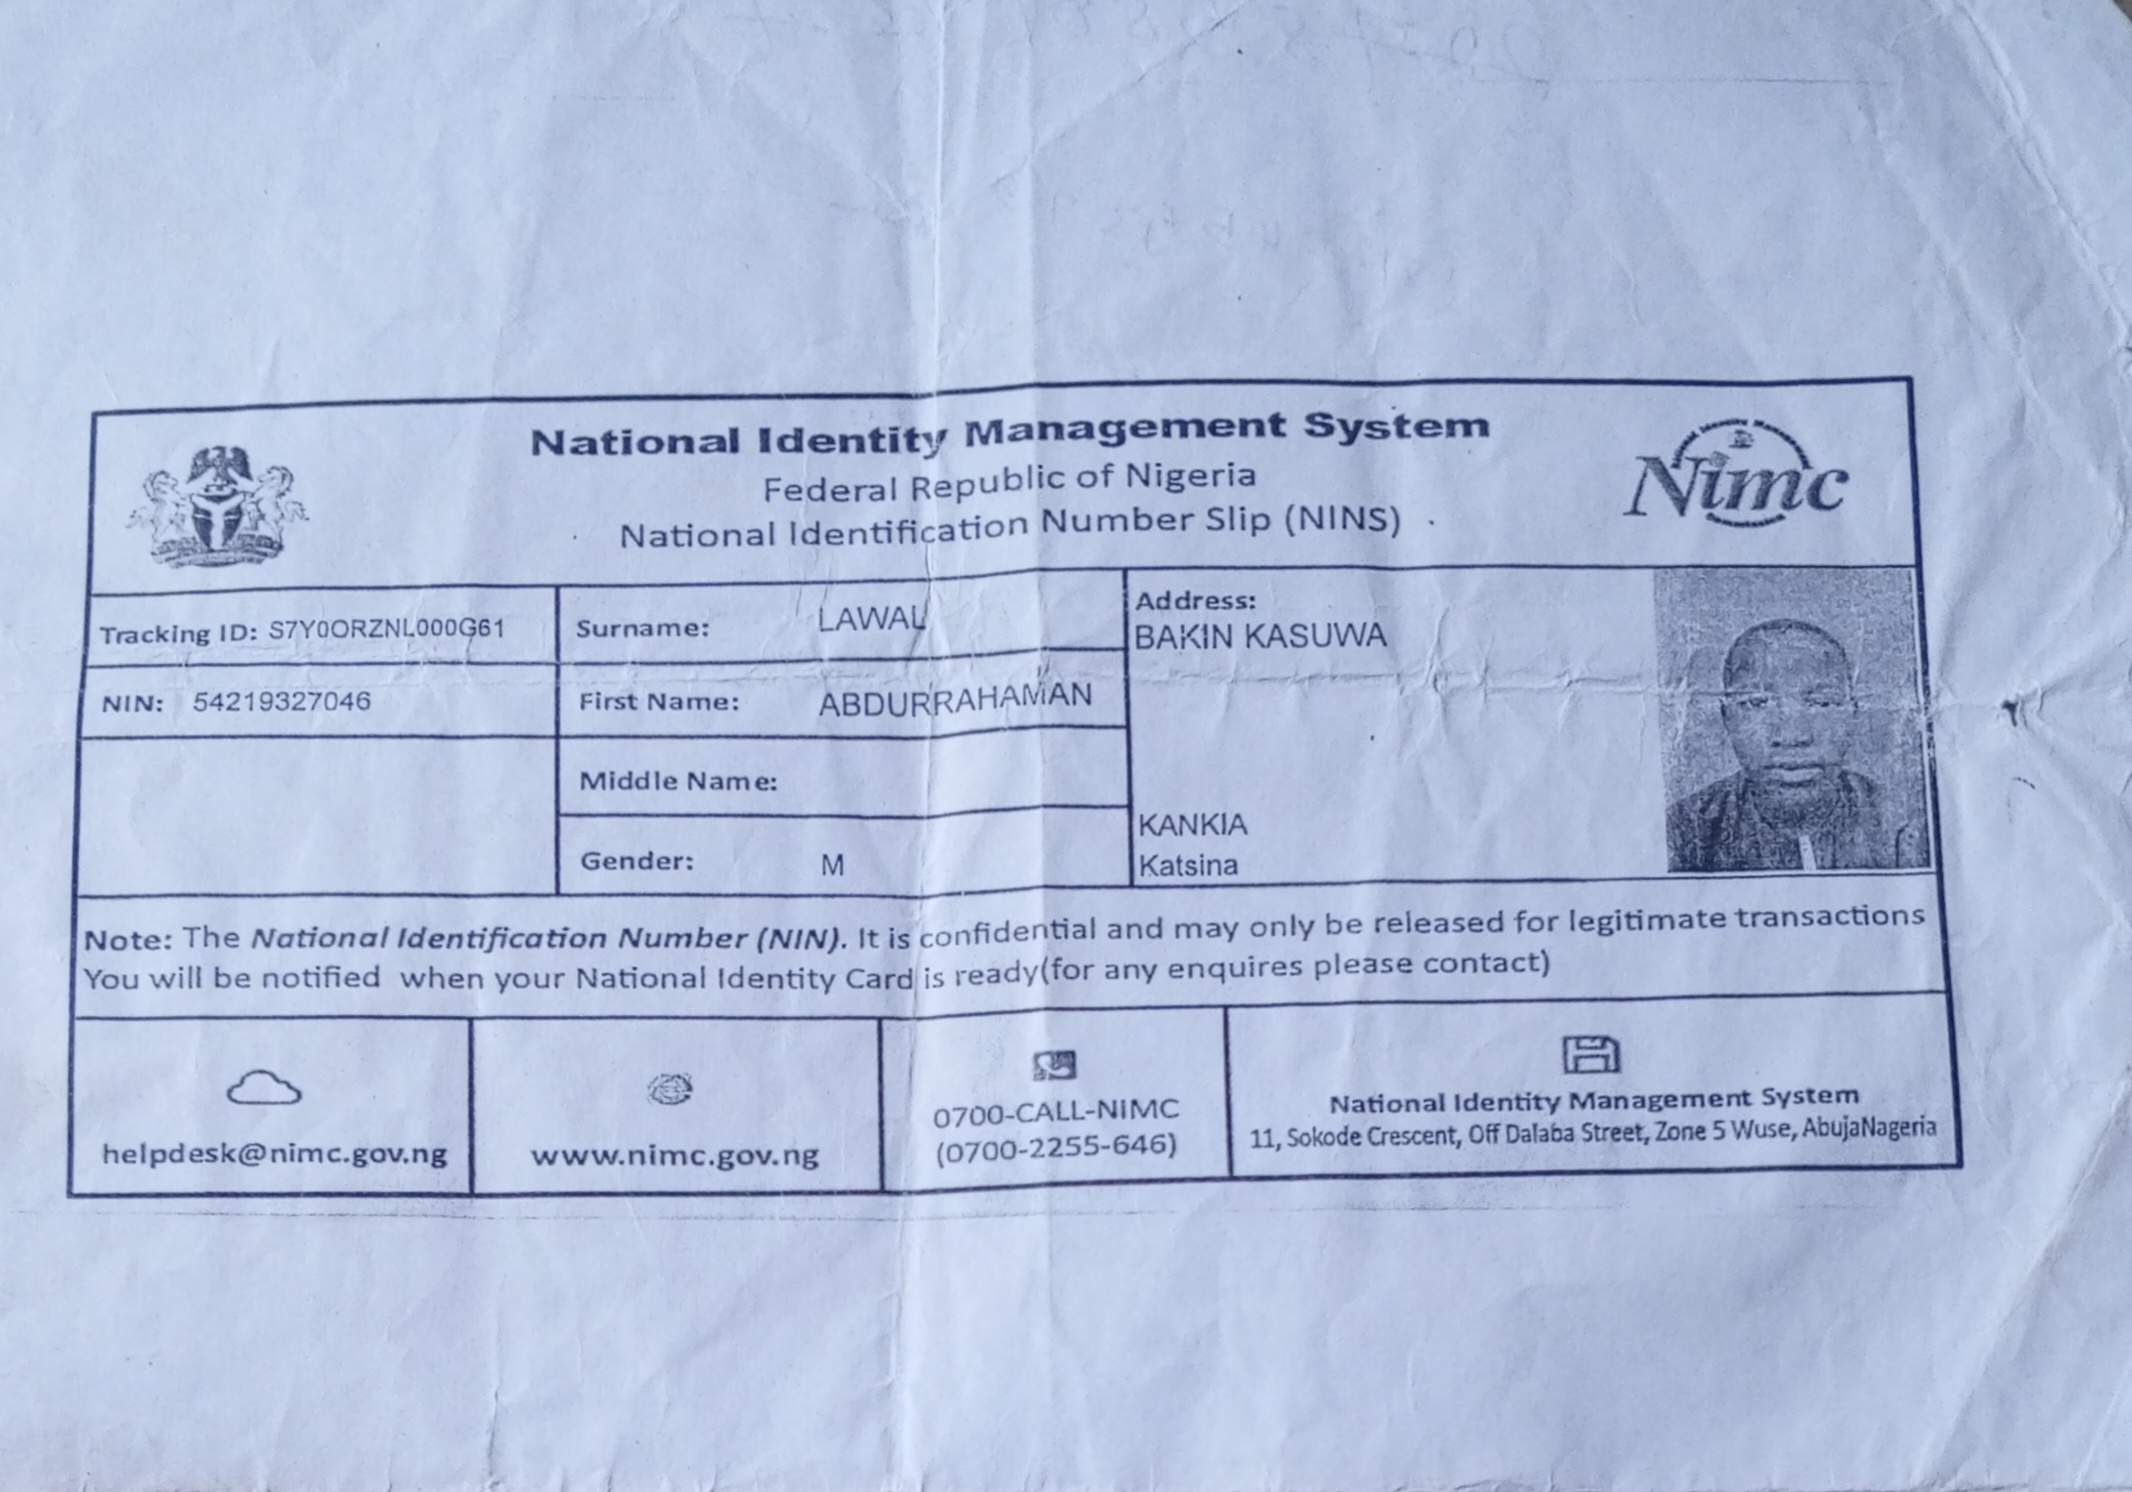 National Identity Management System
Federal Republic of Nigeria
National Identification Number Slip (NINS)
Nimc
Tracking ID: S7Y0ORZNL000G61
Surname: LAWAL
Address:
BAKIN KASUWA
NIN: 54219327046
First Name: ABDURRAHAMAN
Middle Name:
KANKIA
Gender: M
Katsina
Note: The National Identification Number (NIN). It is confidential and may only be released for legitimate transactions
You will be notified when your National Identity Card is ready(for any enquires please contact)
helpdesk@nimc.gov.ng
www.nimc.gov.ng
0700-CALL-NIMC
(0700-2255-646)
National Identity Management System
11, Sokode Crescent, Off Dalaba Street, Zone 5 Wuse, AbujaNageria